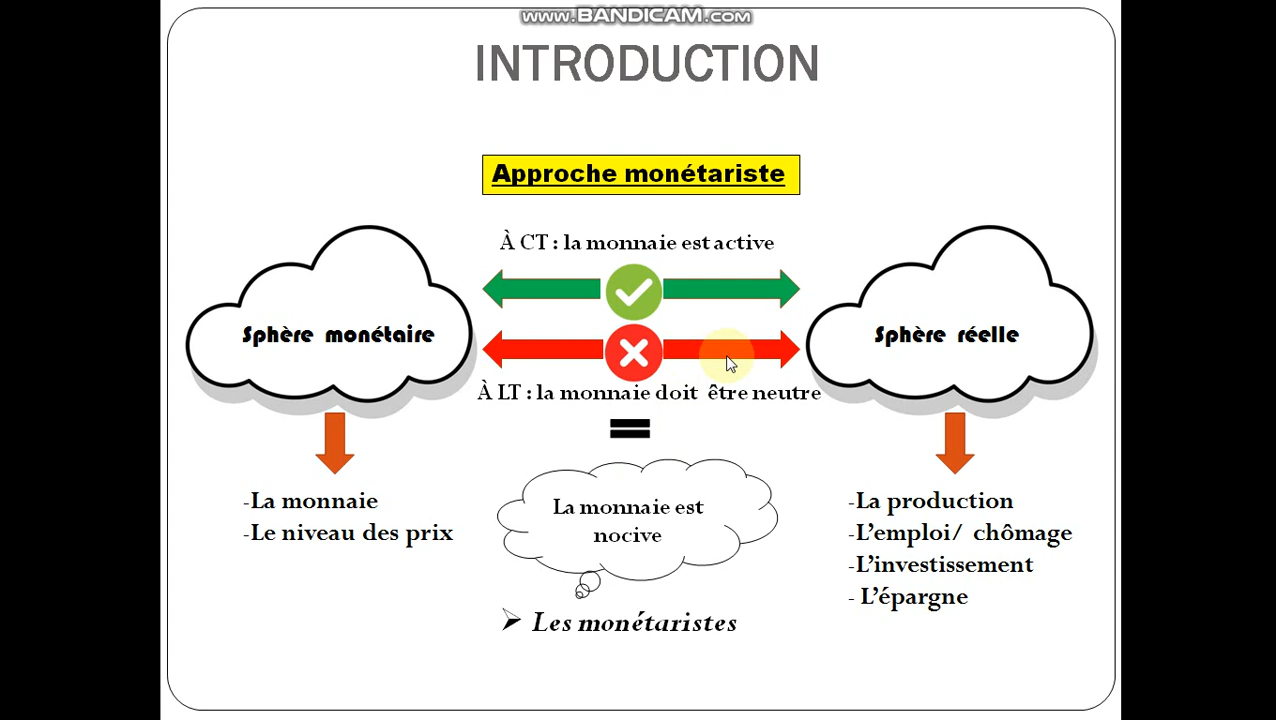 www.BANDICAM.com
INTRODUCTION
Approche monétariste
À CT : la monnaie est active
Sphère monétaire
Sphère réelle
À LT : la monnaie doit être neutre
=
-La monnaie
-Le niveau des prix
La monnaie est
nocive
-La production
-L’emploi/ chômage
-L’investissement
- L’épargne
➢ Les monétaristes